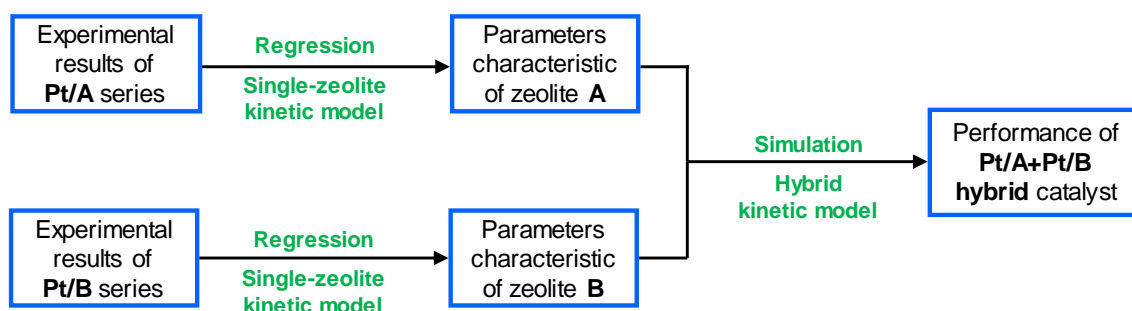 Experimental
results of
Pt/A series
Regression
Single-zeolite
kinetic model
Parameters
characteristic
of zeolite A
Experimental
results of
Pt/B series
Regression
Single-zeolite
kinetic model
Parameters
characteristic
of zeolite B
Simulation
Hybrid
kinetic model
Performance of
Pt/A+Pt/B
hybrid catalyst